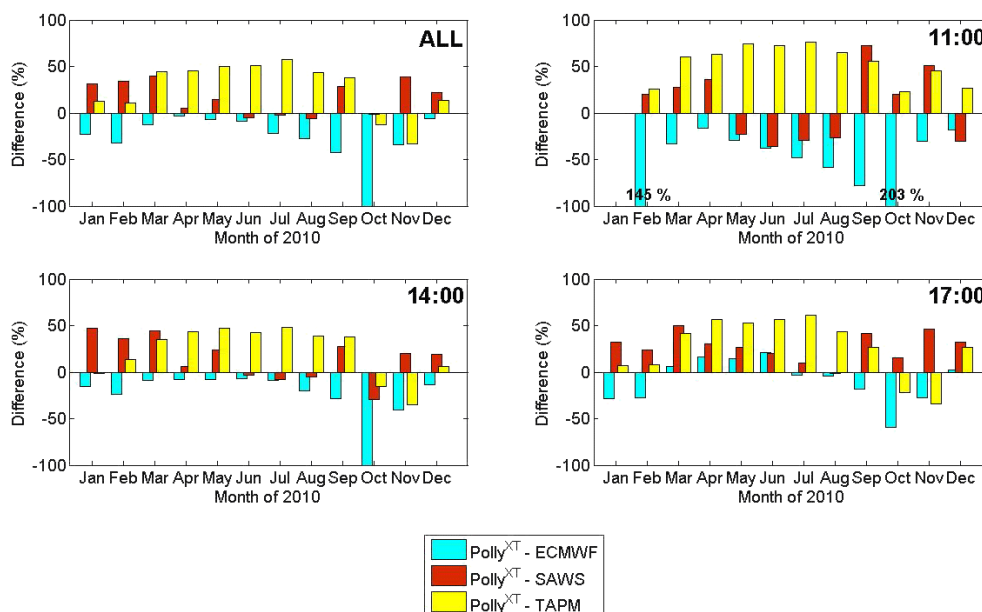 ALL
100
50
0
-50
-100
Difference (%)
Jan Feb Mar Apr May Jun Jul Aug Sep Oct Nov Dec
Month of 2010
11:00
100
50
0
-50
-100
Difference (%)
145 %
203 %
Jan Feb Mar Apr May Jun Jul Aug Sep Oct Nov Dec
Month of 2010
14:00
100
50
0
-50
-100
Difference (%)
Jan Feb Mar Apr May Jun Jul Aug Sep Oct Nov Dec
Month of 2010
17:00
100
50
0
-50
-100
Difference (%)
Jan Feb Mar Apr May Jun Jul Aug Sep Oct Nov Dec
Month of 2010
Polly^XT - ECMWF
Polly^XT - SAWS
Polly^XT - TAPM